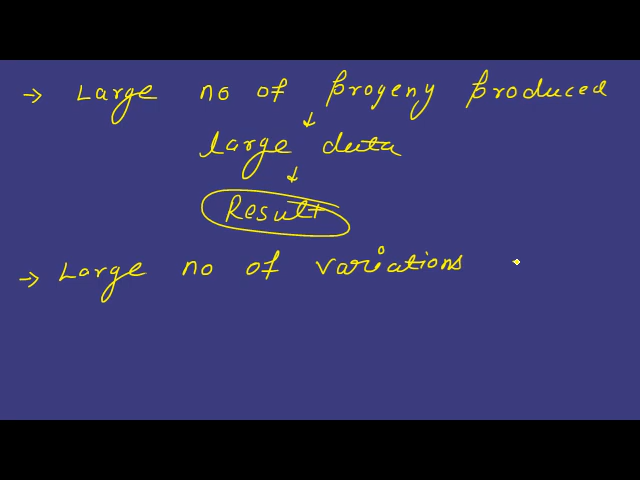 → Large no of progeny produced
↓
large data
↓
Result
→ Large no of variations